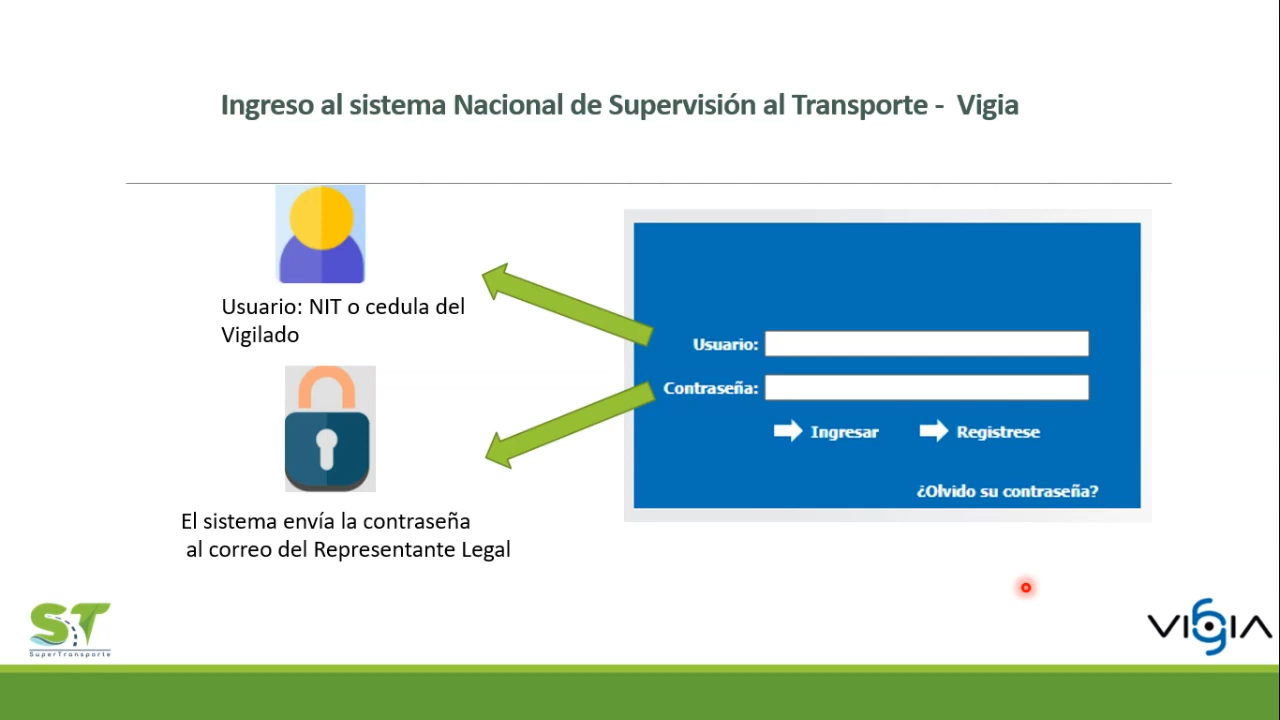 Ingreso al sistema Nacional de Supervisión al Transporte - Vigia
Usuario: NIT o cedula del
Vigilado
El sistema envía la contraseña
al correo del Representante Legal
Usuario:
Contraseña:
Ingresar
Registrese
¿Olvido su contraseña?
ST
SuperTransporte
VIGIA